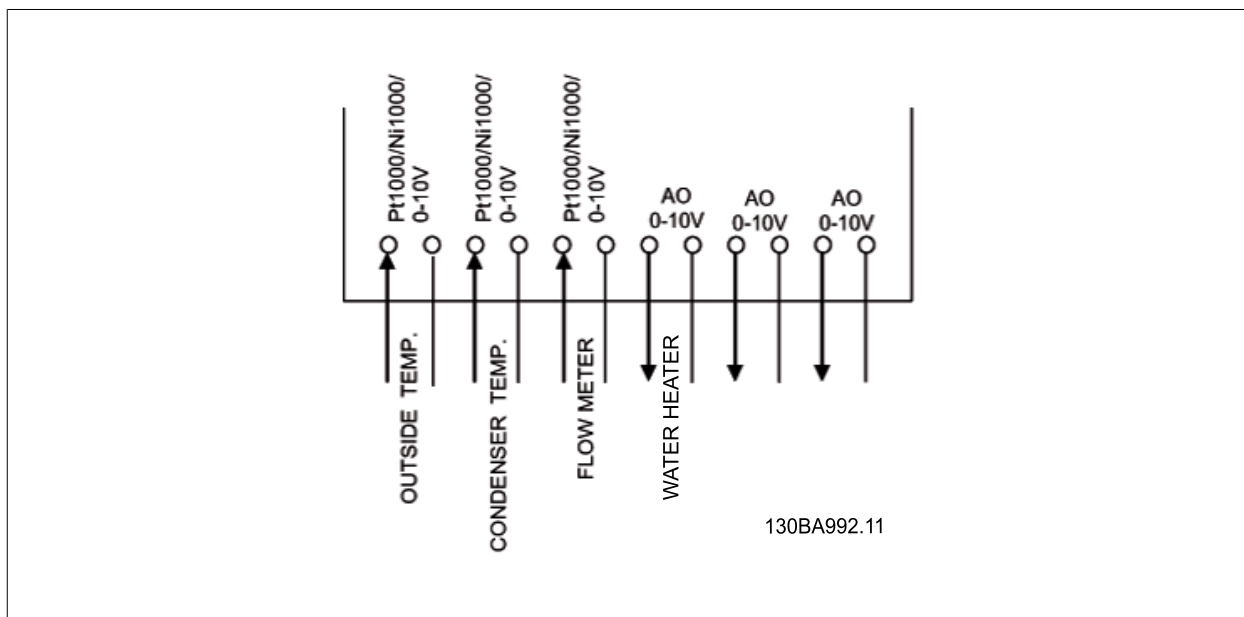 Pt1000/Ni1000/
0-10V
Pt1000/Ni1000/
0-10V
Pt1000/Ni1000/
0-10V
AO
0-10V
AO
0-10V
AO
0-10V
OUTSIDE TEMP.
CONDENSER TEMP.
FLOW METER
WATER HEATER
130BA992.11